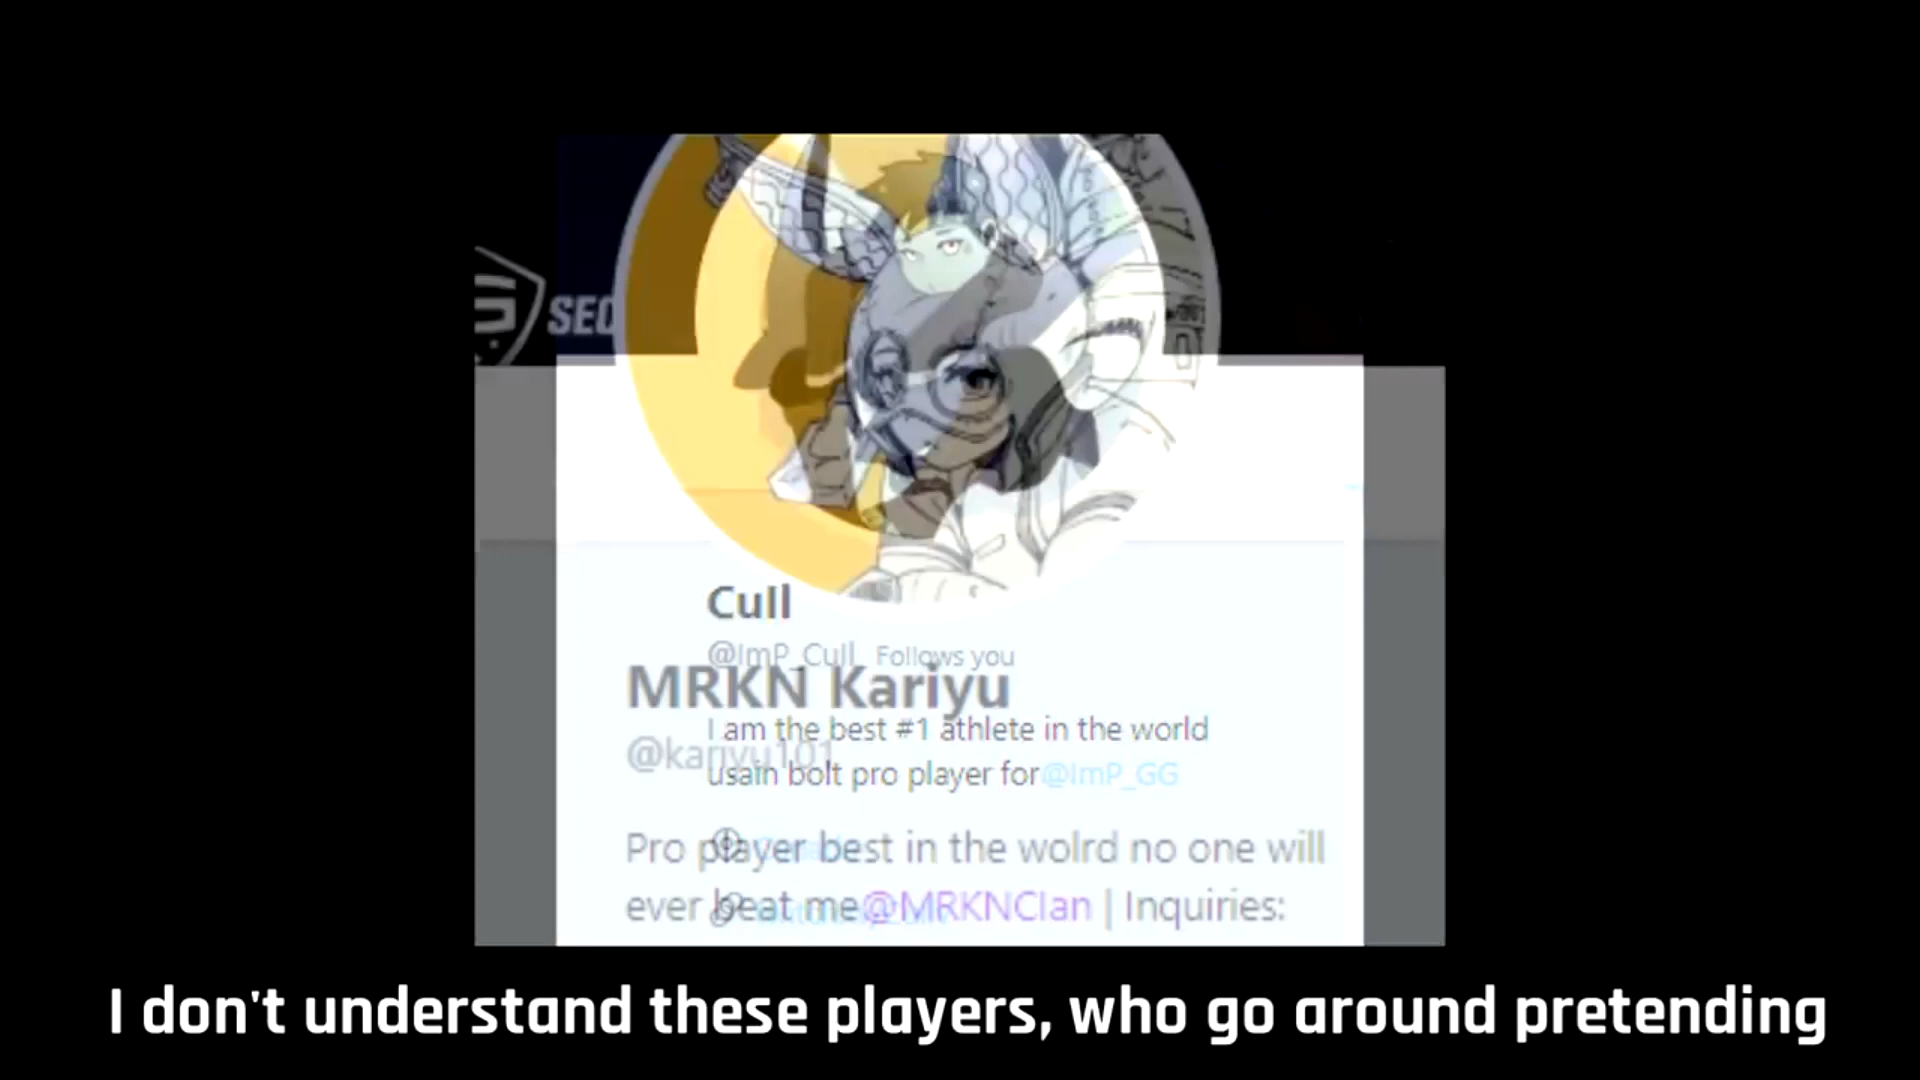 SEC
Cull
@ImP_Cull Follows you
MRKN Kariyu
I am the best #1 athlete in the world
@kariyu101
usain bolt pro player for @ImP_GG
Pro player best in the wolrd no one will
ever beat me @MRKNClan | Inquiries:
I don't understand these players, who go around pretending